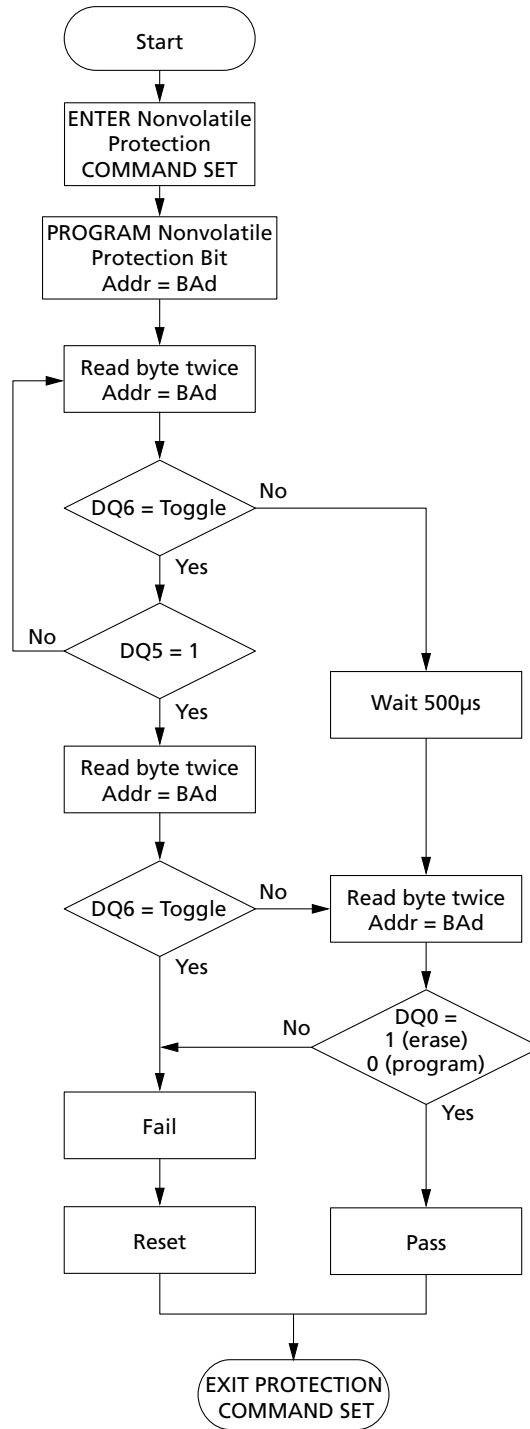 Start
ENTER Nonvolatile
Protection
COMMAND SET
PROGRAM Nonvolatile
Protection Bit
Addr = BAd
Read byte twice
Addr = BAd
DQ6 = Toggle
No
Yes
DQ5 = 1
No
Yes
Wait 500µs
Read byte twice
Addr = BAd
DQ6 = Toggle
No
Yes
Read byte twice
Addr = BAd
DQ0 =
1 (erase)
0 (program)
No
Yes
Fail
Reset
Pass
EXIT PROTECTION
COMMAND SET